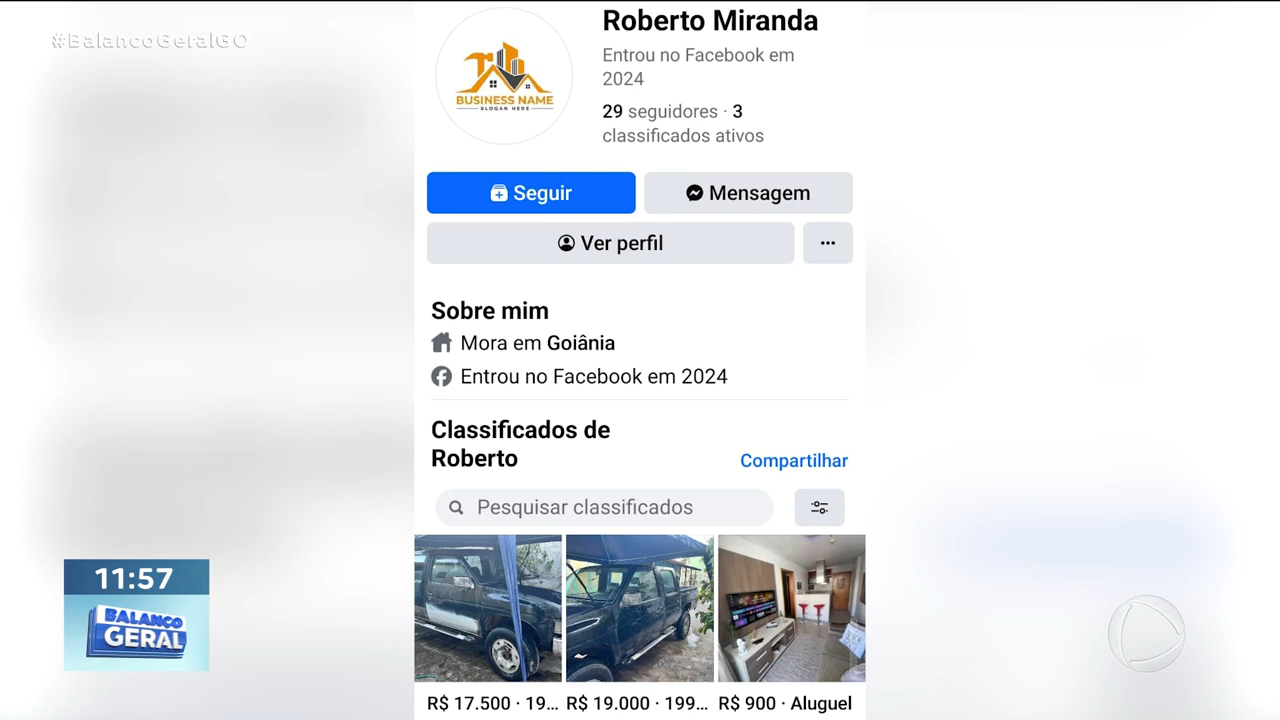 #BalancoGeralGO
Roberto Miranda
Entrou no Facebook em
2024
29 seguidores · 3
classificados ativos
BUSINESS NAME
SLOGAN HERE
Seguir
Mensagem
Ver perfil
Sobre mim
Mora em Goiânia
Entrou no Facebook em 2024
Classificados de
Roberto
Compartilhar
Pesquisar classificados
R$ 17.500 · 19...
R$ 19.000 · 199...
R$ 900 · Aluguel
11:57
BALANÇO
GERAL